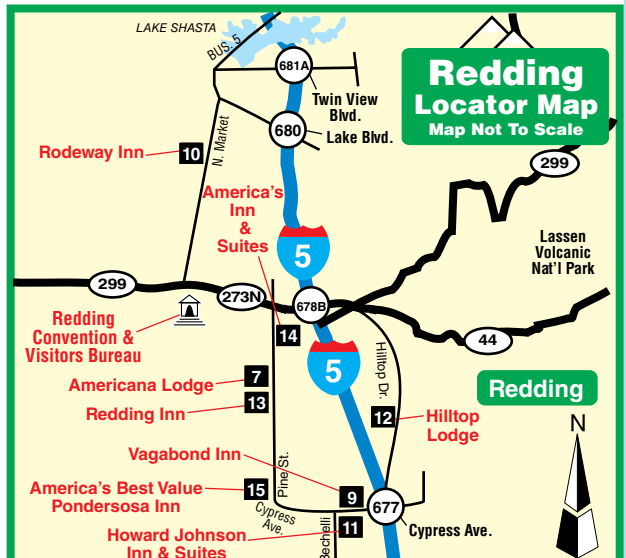 LAKE SHASTA
BUS. 5
681A
Twin View
Blvd.
680
Lake Blvd.
Redding
Locator Map
Map Not To Scale
299
N. Market
Rodeway Inn
10
America's
Inn
&
Suites
5
Lassen
Volcanic
Nat'l Park
299
273N
678B
Redding
Convention &
Visitors Bureau
14
44
5
Hilltop Dr.
Americana Lodge
7
Redding Inn
13
Redding
12
Hilltop
Lodge
N
Vagabond Inn
Pine St.
America's Best Value
Pondersosa Inn
15
9
677
Cypress
Ave.
Cypress Ave.
Howard Johnson
Inn & Suites
11
Bechelli